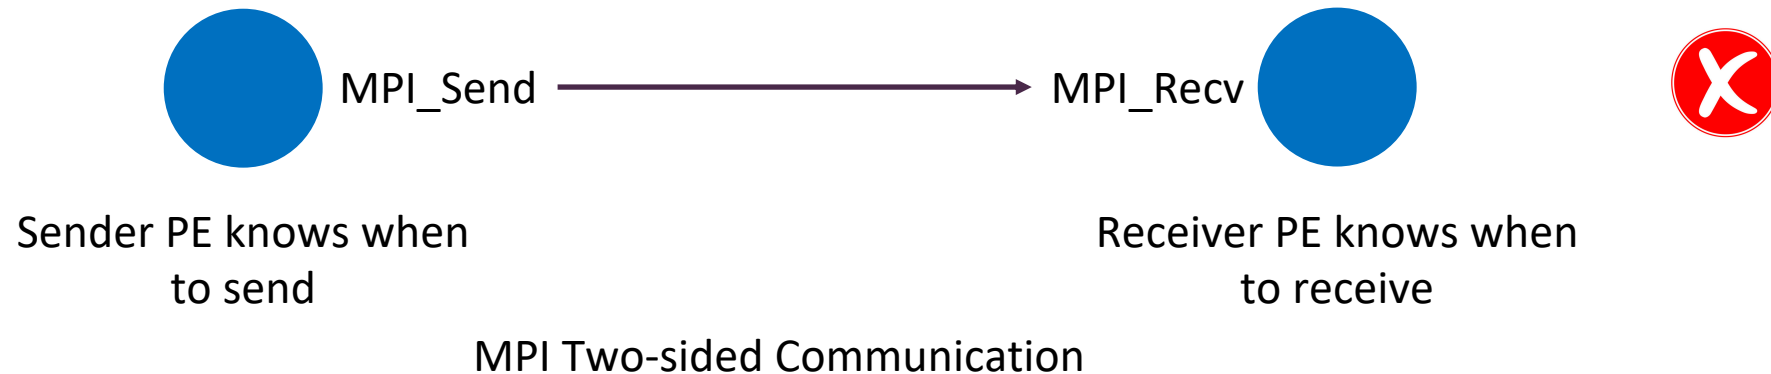 MPI_Send
MPI_Recv
Sender PE knows when
to send
Receiver PE knows when
to receive
MPI Two-sided Communication